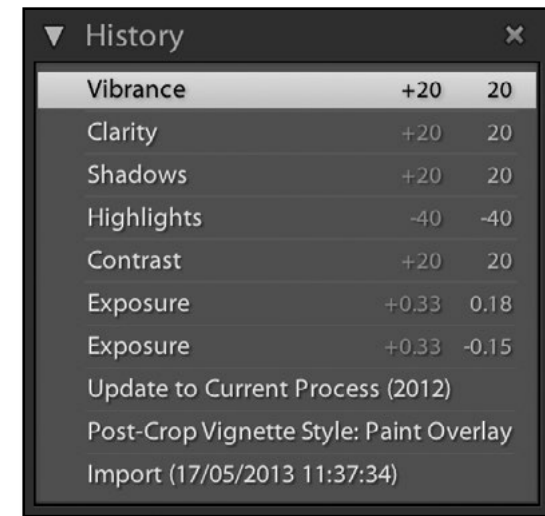 History
Vibrance +20 20
Clarity +20 20
Shadows +20 20
Highlights -40 -40
Contrast +20 20
Exposure +0.33 0.18
Exposure +0.33 -0.15
Update to Current Process (2012)
Post-Crop Vignette Style: Paint Overlay
Import (17/05/2013 11:37:34)